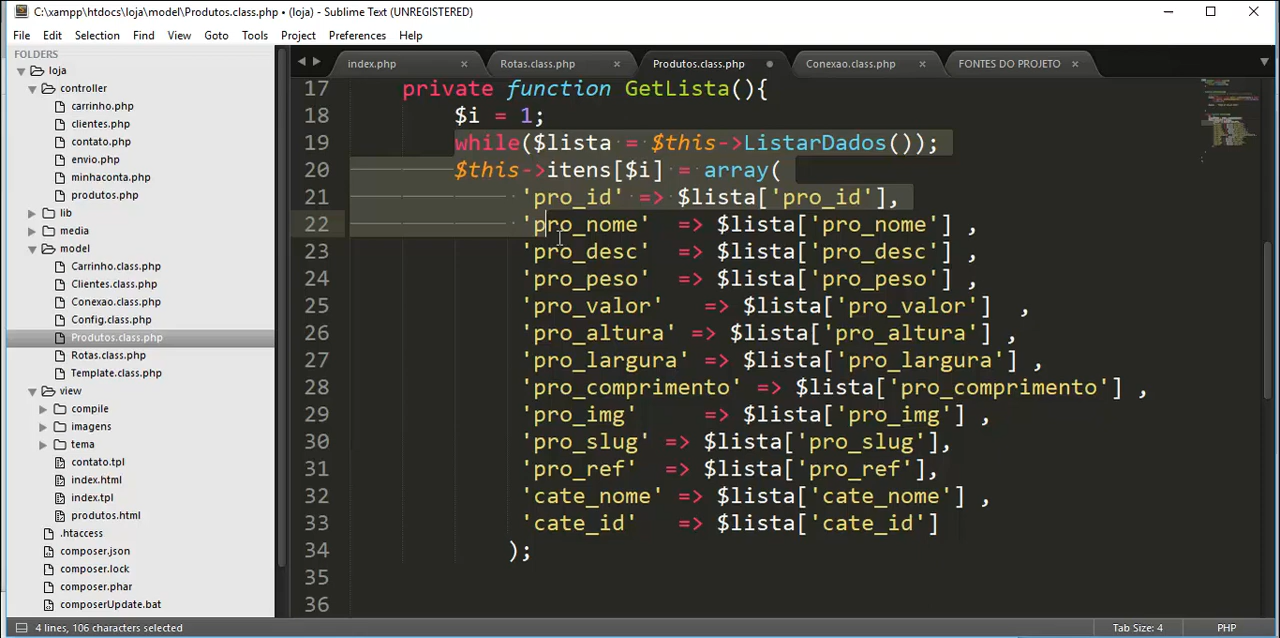 C:\xampp\htdocs\loja\model\Produtos.class.php • (loja) - Sublime Text (UNREGISTERED)
File Edit Selection Find View Goto Tools Project Preferences Help
FOLDERS
loja
controller
carrinho.php
clientes.php
contato.php
envio.php
minhaconta.php
produtos.php
lib
media
model
Carrinho.class.php
Clientes.class.php
Conexao.class.php
Config.class.php
Produtos.class.php
Rotas.class.php
Template.class.php
view
compile
imagens
tema
contato.tpl
index.html
index.tpl
produtos.html
.htaccess
composer.json
composer.lock
composer.phar
composerUpdate.bat
index.php Rotas.class.php Produtos.class.php Conexao.class.php FONTES DO PROJETO
17 private function GetLista(){
18 $i = 1;
19 while($lista = $this->ListarDados());
20 $this->itens[$i] = array(
21 'pro_id' => $lista['pro_id'],
22 'pro_nome' => $lista['pro_nome'] ,
23 'pro_desc' => $lista['pro_desc'] ,
24 'pro_peso' => $lista['pro_peso'] ,
25 'pro_valor' => $lista['pro_valor'] ,
26 'pro_altura' => $lista['pro_altura'] ,
27 'pro_largura' => $lista['pro_largura'] ,
28 'pro_comprimento' => $lista['pro_comprimento'] ,
29 'pro_img' => $lista['pro_img'] ,
30 'pro_slug' => $lista['pro_slug'],
31 'pro_ref' => $lista['pro_ref'],
32 'cate_nome' => $lista['cate_nome'] ,
33 'cate_id' => $lista['cate_id']
34 );
35
36
4 lines, 106 characters selected Tab Size: 4 PHP